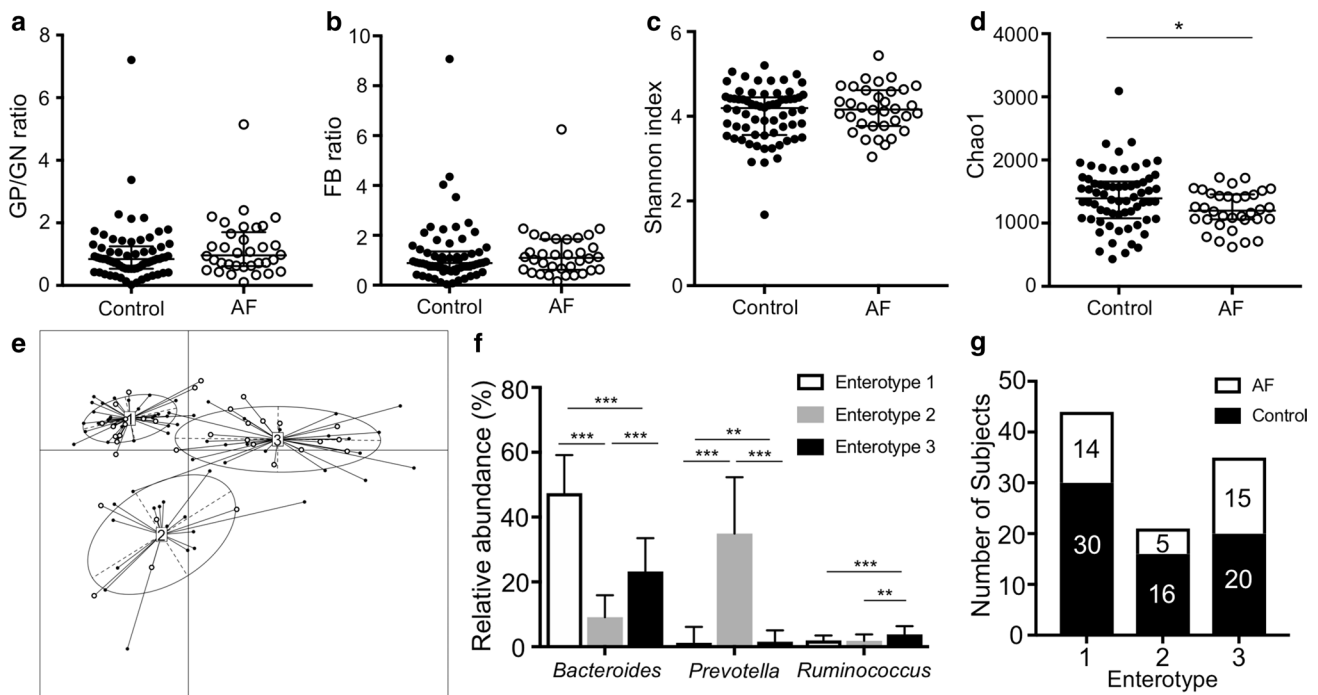 a
GP/GN ratio
8
6
4
2
0
Control
AF
b
FB ratio
10
8
6
4
2
0
Control
AF
c
Shannon index
6
4
2
0
Control
AF
d
Chao1
4000
3000
2000
1000
0
*
Control
AF
e
1
2
3
f
Relative abundance (%)
80
60
40
20
0
Enterotype 1
Enterotype 2
Enterotype 3
***
*** ***
**
*** ***
***
**
Bacteroides
Prevotella
Ruminococcus
g
Number of Subjects
50
40
30
20
10
0
AF
Control
14
30
5
16
15
20
1
2
3
Enterotype